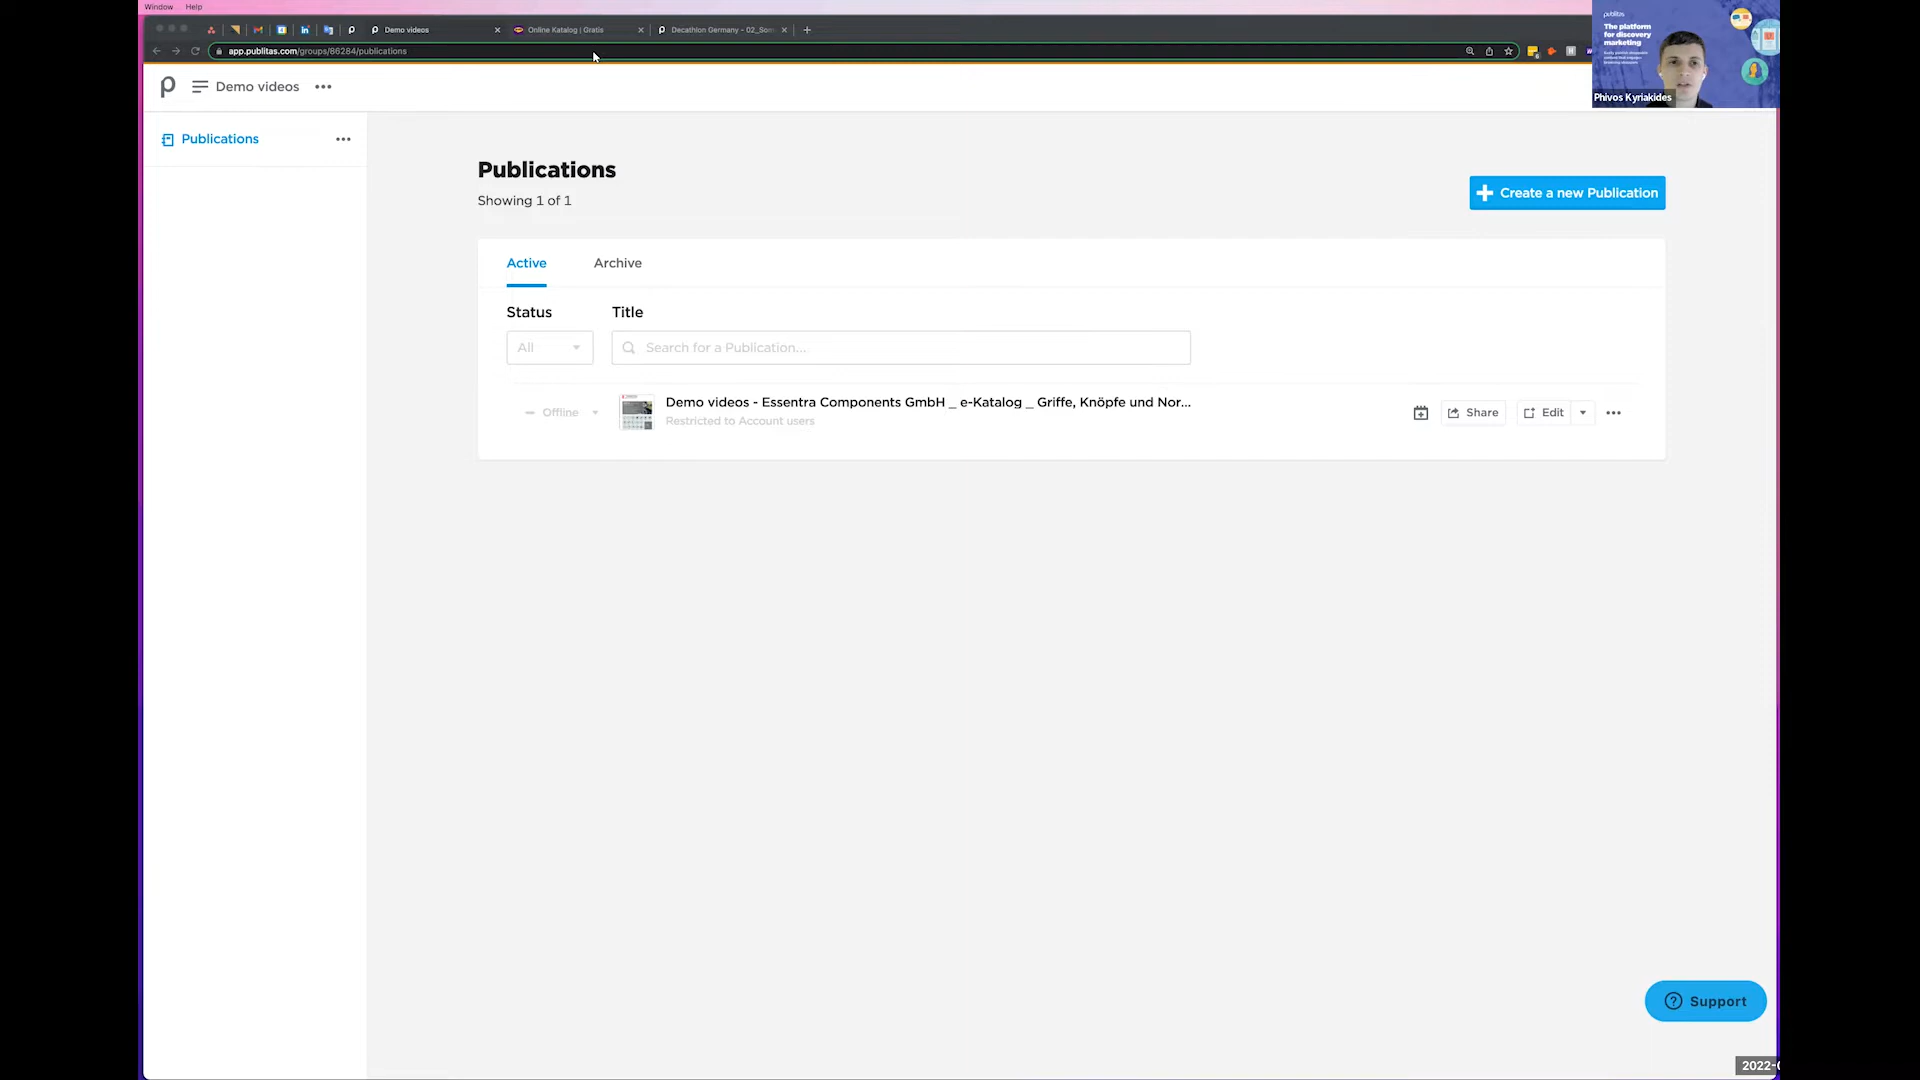 Window Help
Demo videos
Online Katalog | Gratis
Decathlon Germany - 02_Som
app.publitas.com/groups/86284/publications
publitas
The platform
for discovery
marketing
Phivos Kyriakides
Demo videos
Publications
Publications
Showing 1 of 1
Create a new Publication
Active
Archive
Status
Title
All
Search for a Publication...
Offline
Demo videos - Essentra Components GmbH _ e-Katalog _ Griffe, Knöpfe und Nor...
Restricted to Account users
Share
Edit
Support
2022-0